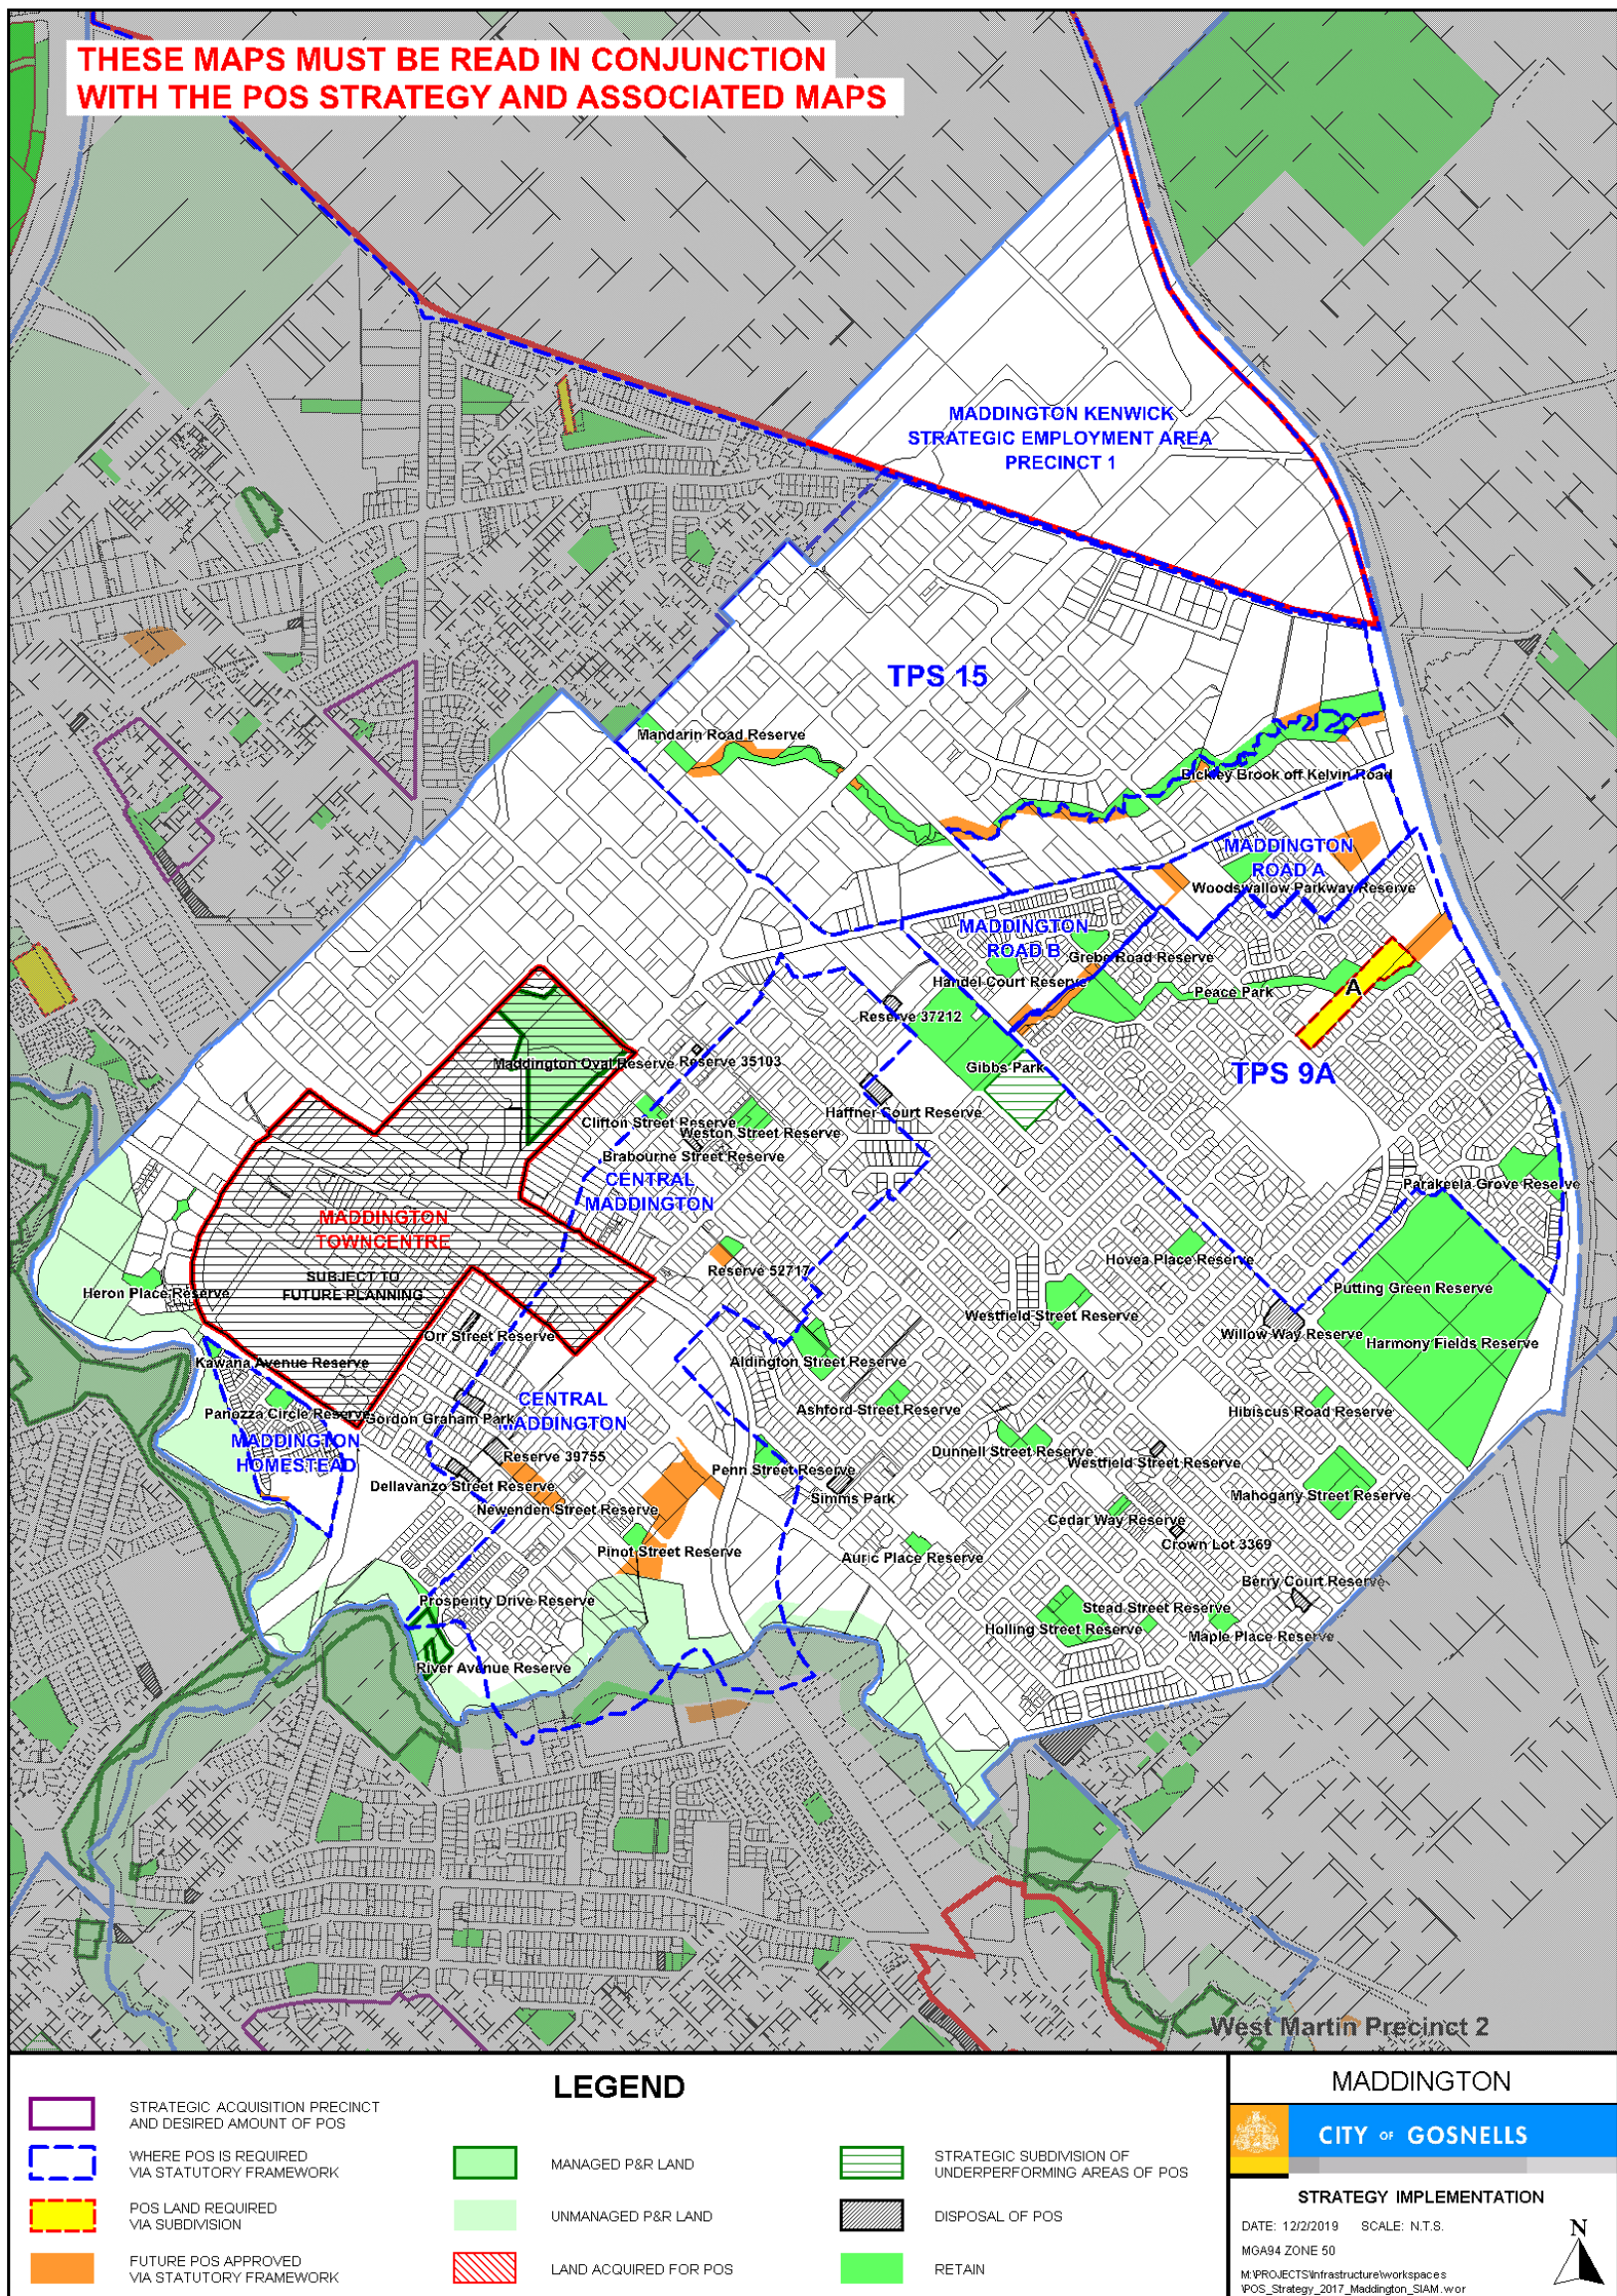 THESE MAPS MUST BE READ IN CONJUNCTION
WITH THE POS STRATEGY AND ASSOCIATED MAPS
MADDINGTON KENWICK
STRATEGIC EMPLOYMENT AREA
PRECINCT 1
TPS 15
Mandarin Road Reserve
Bickley Brook off Kelvin Road
MADDINGTON
ROAD A
Woodswallow Parkway Reserve
MADDINGTON
ROAD B
Grebe Road Reserve
Handel Court Reserve
Peace Park
A
Reserve 37212
Maddington Oval Reserve
Reserve 35103
Gibbs Park
TPS 9A
Haffner Court Reserve
Clifton Street Reserve
Weston Street Reserve
Brabourne Street Reserve
CENTRAL
MADDINGTON
Parakeela Grove Reserve
MADDINGTON
TOWNCENTRE
SUBJECT TO
FUTURE PLANNING
Heron Place Reserve
Reserve 52717
Hovea Place Reserve
Putting Green Reserve
Westfield Street Reserve
Willow Way Reserve
Harmony Fields Reserve
Orr Street Reserve
Kawana Avenue Reserve
Aldington Street Reserve
Panozza Circle Reserve
Gordon Graham Park
CENTRAL
MADDINGTON
Ashford Street Reserve
Hibiscus Road Reserve
MADDINGTON
HOMESTEAD
Reserve 39755
Dunnell Street Reserve
Westfield Street Reserve
Penn Street Reserve
Dellavanzo Street Reserve
Simms Park
Mahogany Street Reserve
Newenden Street Reserve
Cedar Way Reserve
Crown Lot 3369
Pinot Street Reserve
Auric Place Reserve
Berry Court Reserve
Prosperity Drive Reserve
Stead Street Reserve
Holling Street Reserve
Maple Place Reserve
River Avenue Reserve
West Martin Precinct 2
LEGEND
STRATEGIC ACQUISITION PRECINCT
AND DESIRED AMOUNT OF POS
WHERE POS IS REQUIRED
VIA STATUTORY FRAMEWORK
POS LAND REQUIRED
VIA SUBDIVISION
FUTURE POS APPROVED
VIA STATUTORY FRAMEWORK
MANAGED P&R LAND
UNMANAGED P&R LAND
LAND ACQUIRED FOR POS
STRATEGIC SUBDIVISION OF
UNDERPERFORMING AREAS OF POS
DISPOSAL OF POS
RETAIN
MADDINGTON
CITY OF GOSNELLS
STRATEGY IMPLEMENTATION
DATE: 12/2/2019 SCALE: N.T.S.
MGA94 ZONE 50
M:\PROJECTS\Infrastructure\workspaces
\POS_Strategy_2017_Maddington_SIAM.wor
N